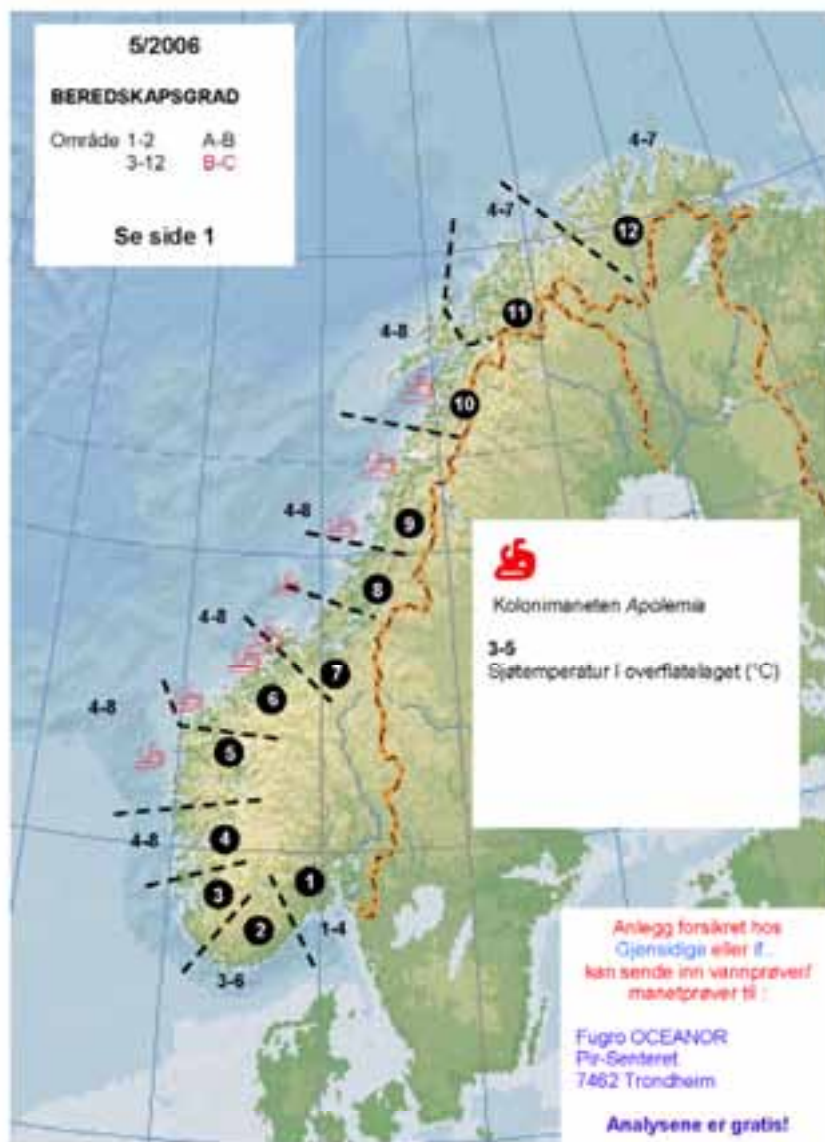 5/2006
BEREDSKAPSGRAD
Område 1-2 A-B
3-12 B-C
Se side 1
4-7
4-7
12
11
4-8
10
4-8
9
8
4-8
7
6
4-8
5
4-8
4
3
1
2
1-4
3-6
Kolonimaneten Apolemia
3-5
Sjøtemperatur i overflatelaget (°C)
Anlegg forsikret hos
Gjensidige eller if..
kan sende inn vannprøver/
manetprøver til :
Fugro OCEANOR
Pir-Senteret
7462 Trondheim
Analysene er gratis!